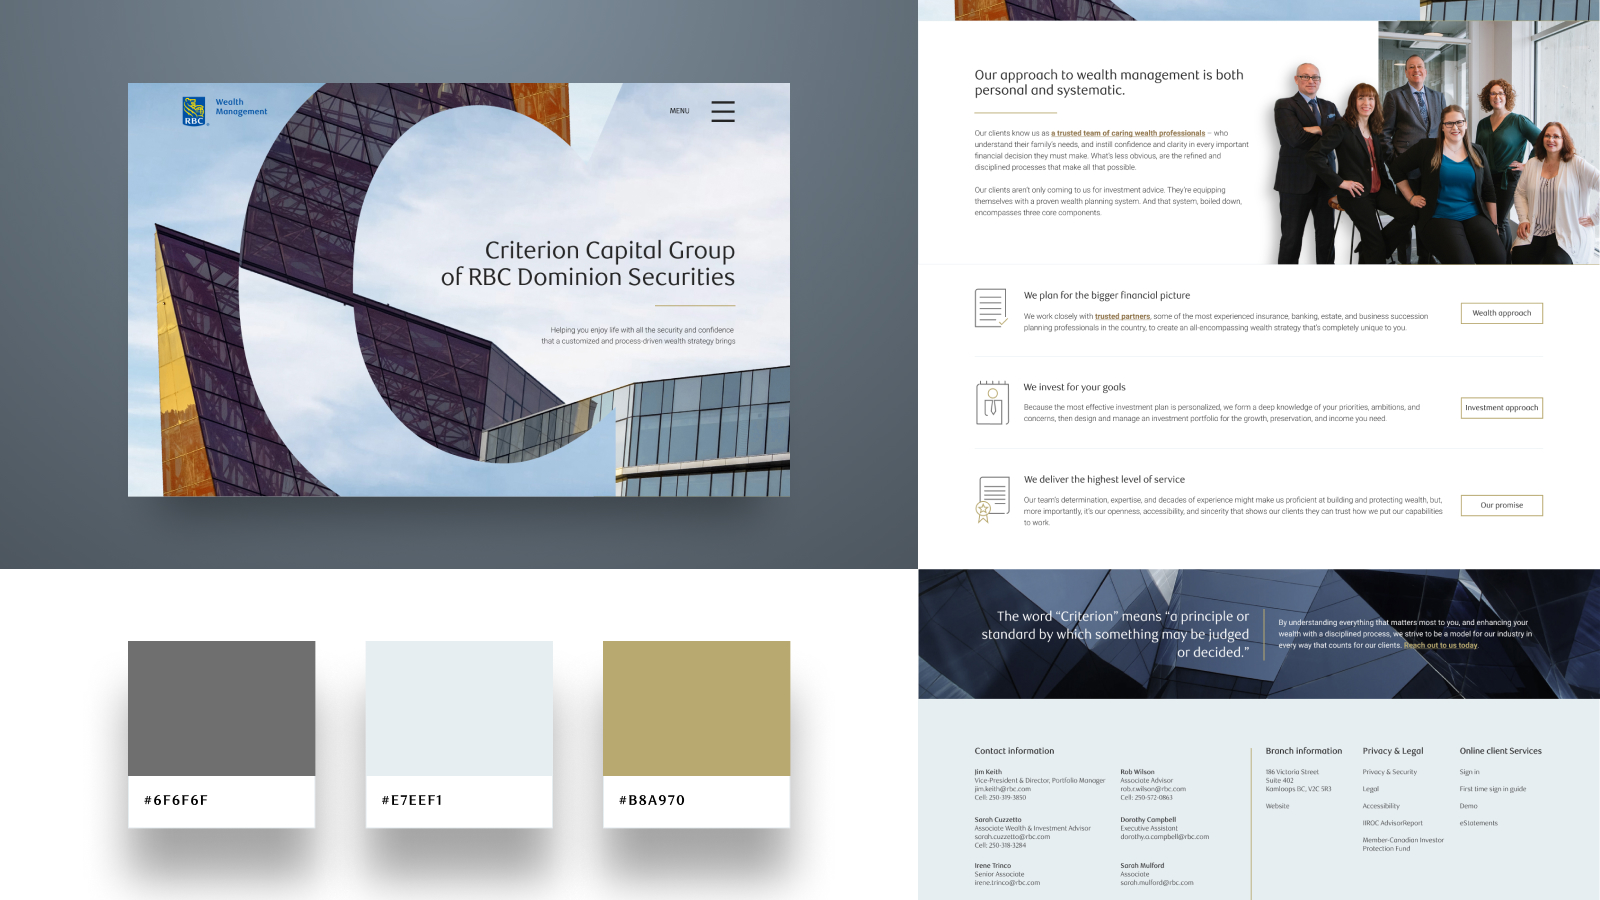 RBC
Wealth
Management
MENU
Criterion Capital Group
of RBC Dominion Securities
Helping you enjoy life with all the security and confidence
that a customized and process-driven wealth strategy brings
#6F6F6F
#E7EEF1
#B8A970
Our approach to wealth management is both
personal and systematic.
Our clients know us as a trusted team of caring wealth professionals – who
understand their family's needs, and instill confidence and clarity in every important
financial decision they must make. What's less obvious, are the refined and
disciplined processes that make all that possible.
Our clients aren't only coming to us for investment advice. They're equipping
themselves with a proven wealth planning system. And that system, boiled down,
encompasses three core components.
We plan for the bigger financial picture
We work closely with trusted partners, some of the most experienced insurance, banking, estate, and business succession
planning professionals in the country, to create an all-encompassing wealth strategy that's completely unique to you.
Wealth approach
We invest for your goals
Because the most effective investment plan is personalized, we form a deep knowledge of your priorities, ambitions, and
concerns, then design and manage an investment portfolio for the growth, preservation, and income you need.
Investment approach
We deliver the highest level of service
Our team's determination, expertise, and decades of experience might make us proficient at building and protecting wealth, but,
more importantly, it's our openness, accessibility, and sincerity that shows our clients they can trust how we put our capabilities
to work.
Our promise
The word “Criterion” means “a principle or
standard by which something may be judged
or decided.”
By understanding everything that matters most to you, and enhancing your
wealth with a disciplined process, we strive to be a model for our industry in
every way that counts for our clients. Reach out to us today.
Contact information
Jim Keith
Vice-President & Director, Portfolio Manager
jim.keith@rbc.com
Cell: 250-319-3850
Sarah Cuzzetto
Associate Wealth & Investment Advisor
sarah.cuzzetto@rbc.com
Cell: 250-318-3284
Irene Trinco
Senior Associate
irene.trinco@rbc.com
Rob Wilson
Associate Advisor
rob.r.wilson@rbc.com
Cell: 250-572-0863
Dorothy Campbell
Executive Assistant
dorothy.a.campbell@rbc.com
Sarah Mulford
Associate
sarah.mulford@rbc.com
Branch information
186 Victoria Street
Suite 402
Kamloops BC, V2C 5R3
Website
Privacy & Legal
Privacy & Security
Legal
Accessibility
IIROC AdvisorReport
Member-Canadian Investor
Protection Fund
Online client Services
Sign in
First time sign in guide
Demo
eStatements